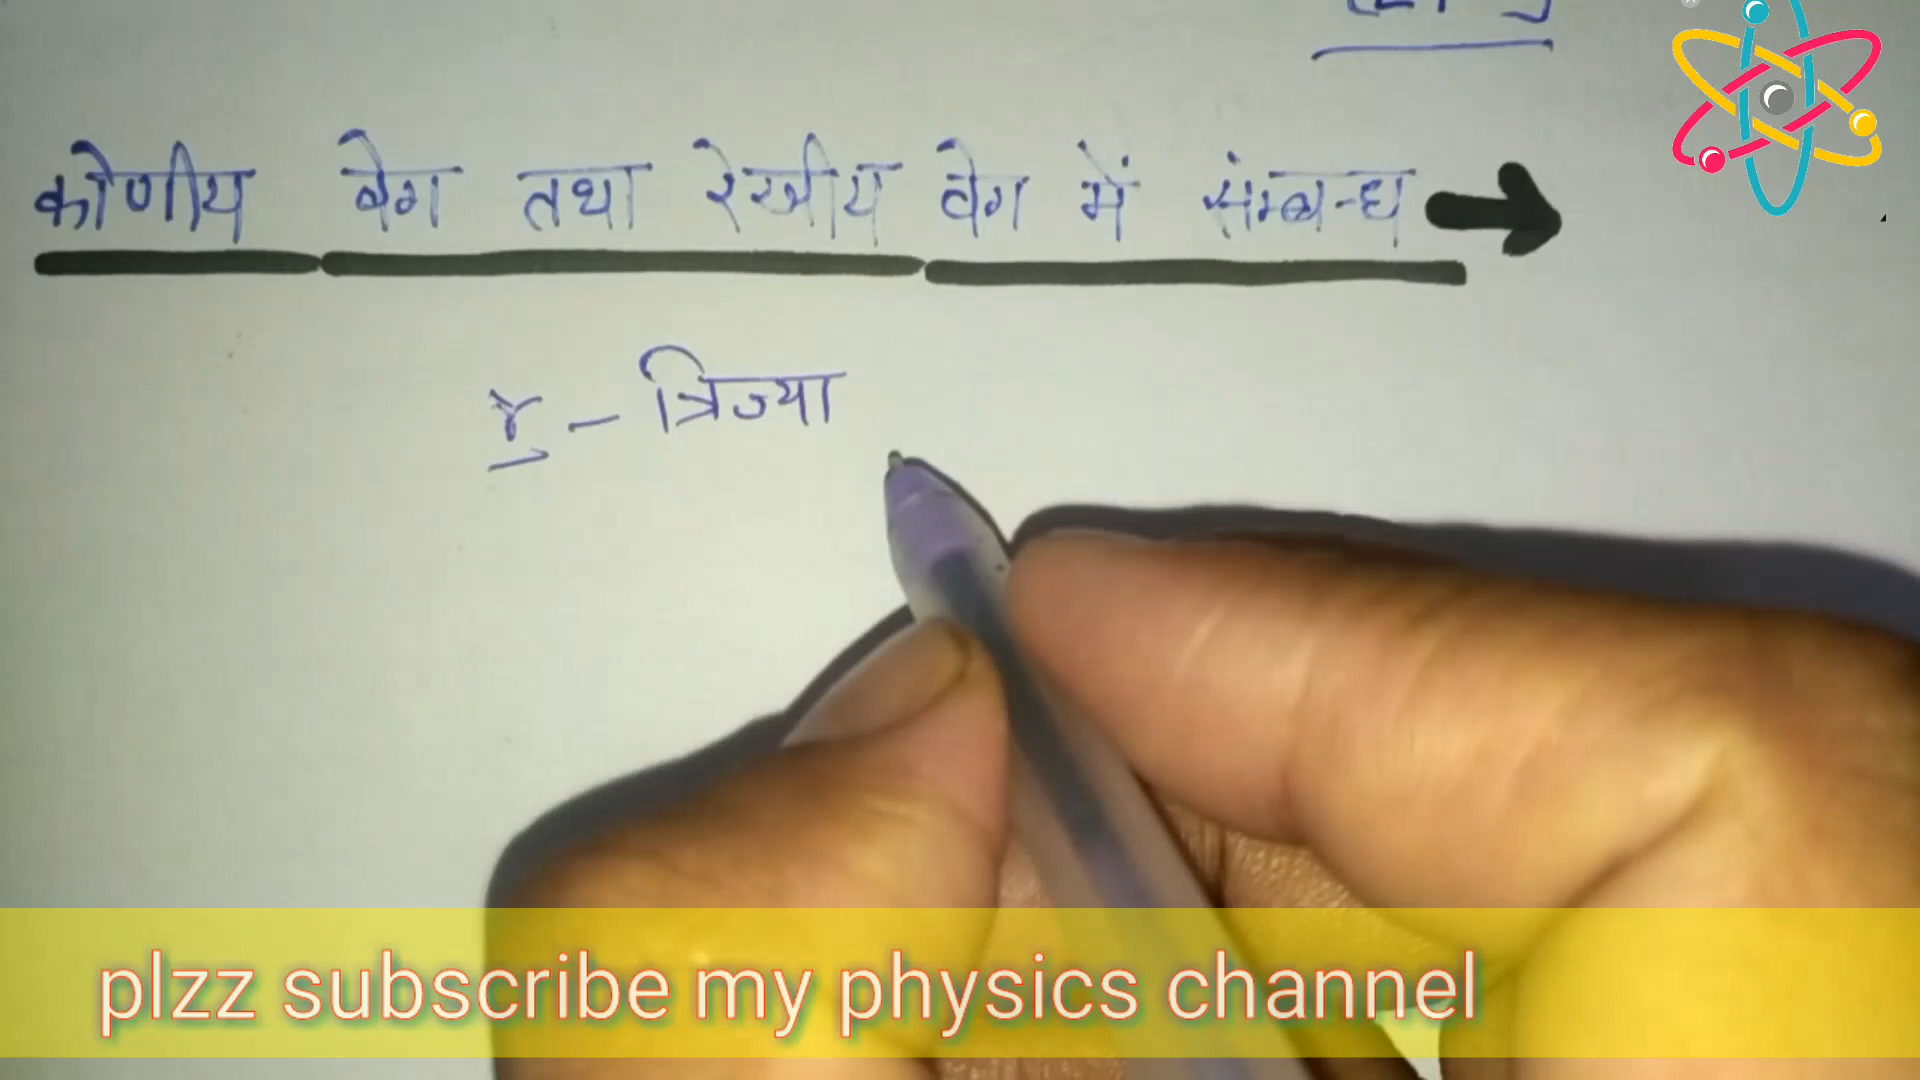 कोणीय वेग तथा रेखीय वेग में संम्बन्ध
r - त्रिज्या
plzz subscribe my physics channel